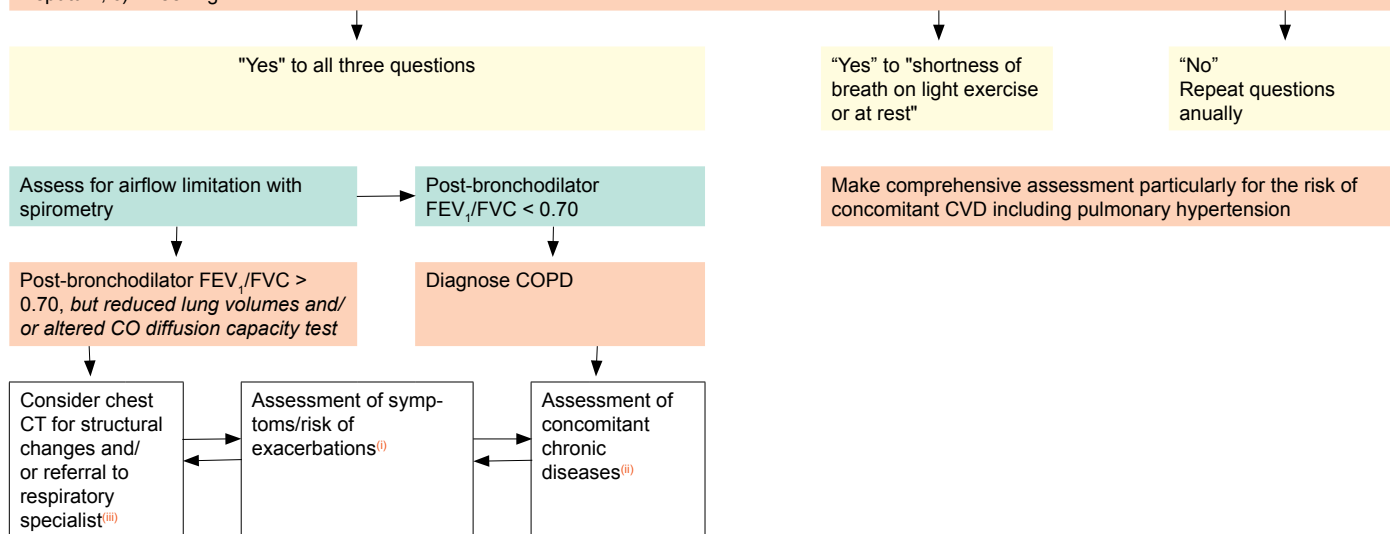 "Yes" to all three questions
“Yes” to "shortness of
breath on light exercise
or at rest"
“No”
Repeat questions
anually
Assess for airflow limitation with
spirometry
Post-bronchodilator
FEV₁/FVC < 0.70
Make comprehensive assessment particularly for the risk of
concomitant CVD including pulmonary hypertension
Post-bronchodilator FEV₁/FVC >
0.70, but reduced lung volumes and/
or altered CO diffusion capacity test
Diagnose COPD
Consider chest
CT for structural
changes and/
or referral to
respiratory
specialist(iii)
Assessment of symp-
toms/risk of
exacerbations(i)
Assessment of
concomitant
chronic
diseases(ii)